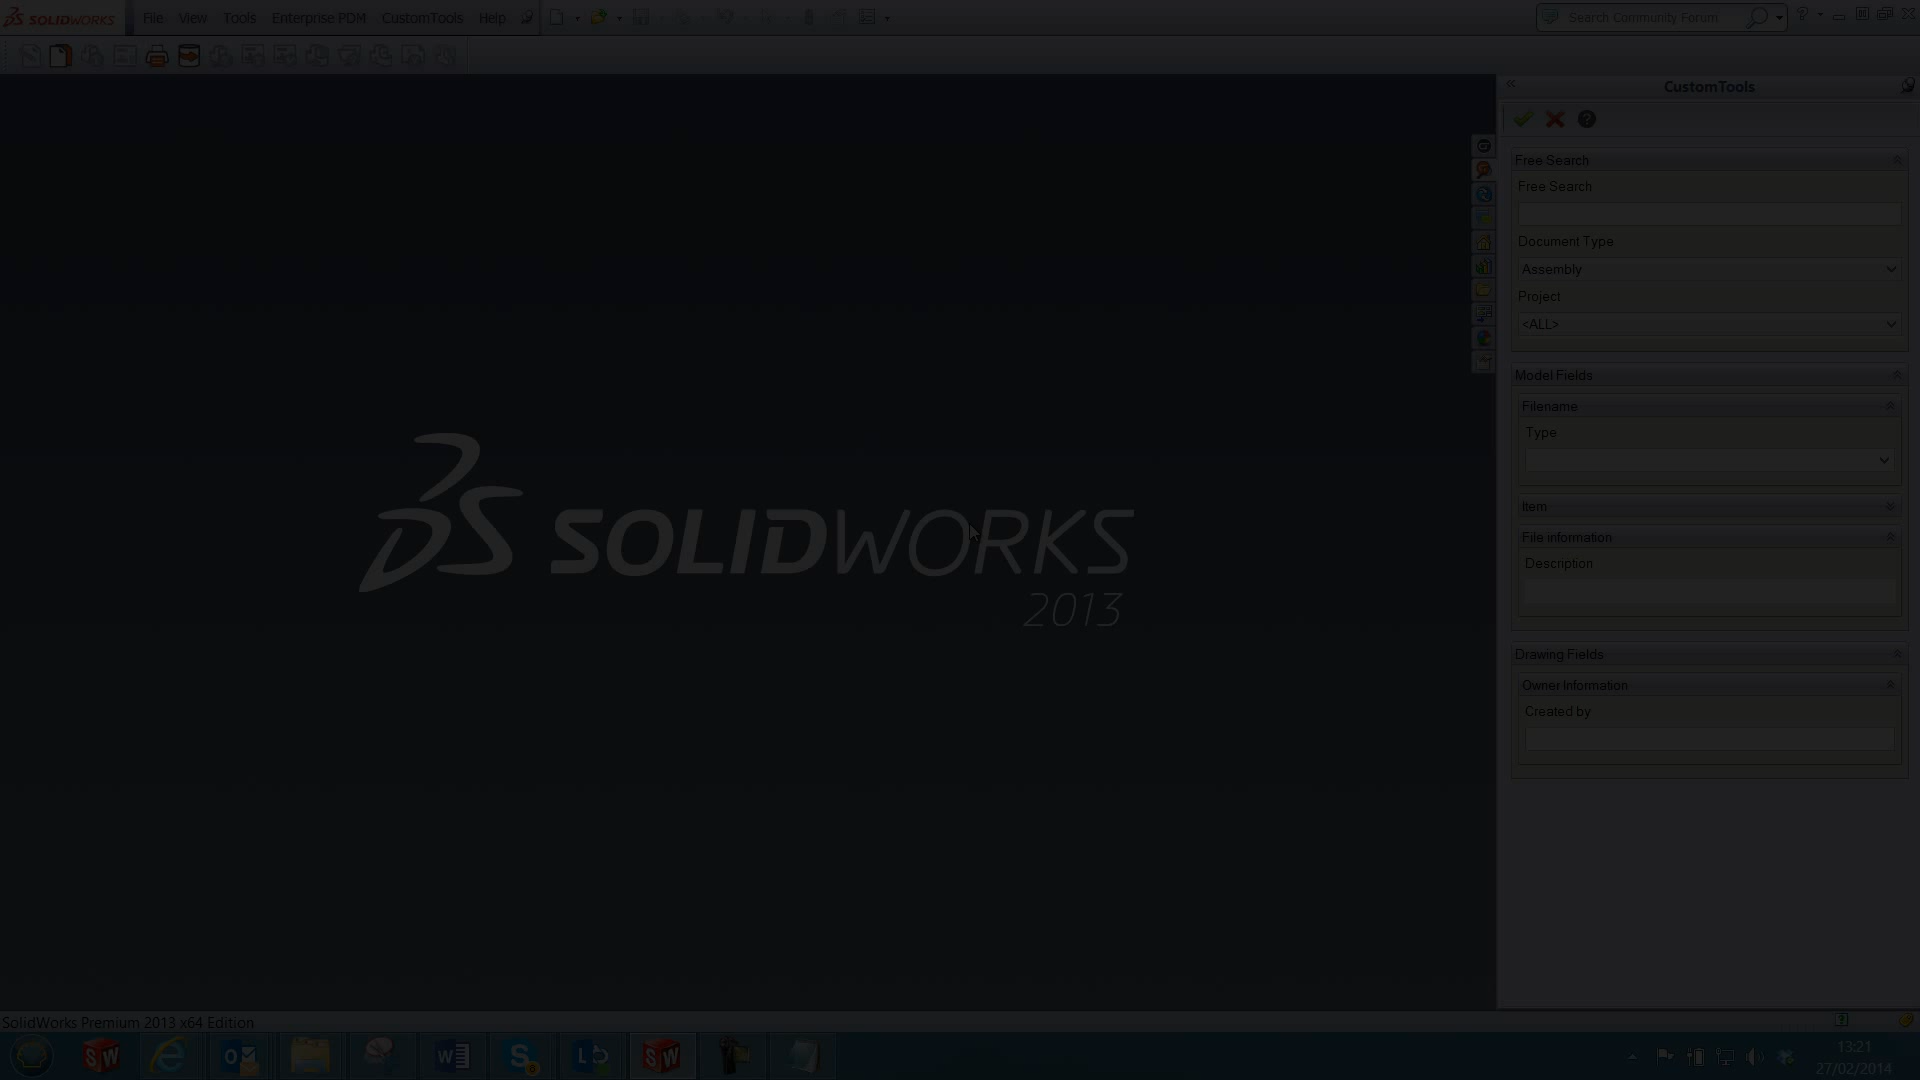 SOLIDWORKS
File View Tools Enterprise PDM CustomTools Help
Search Community Forum
CustomTools
Free Search
Free Search
Document Type
Assembly
Project
<ALL>
Model Fields
Filename
Type
Item
File information
Description
Drawing Fields
Owner Information
Created by
SOLIDWORKS
2013
SolidWorks Premium 2013 x64 Edition
13:21
27/02/2014